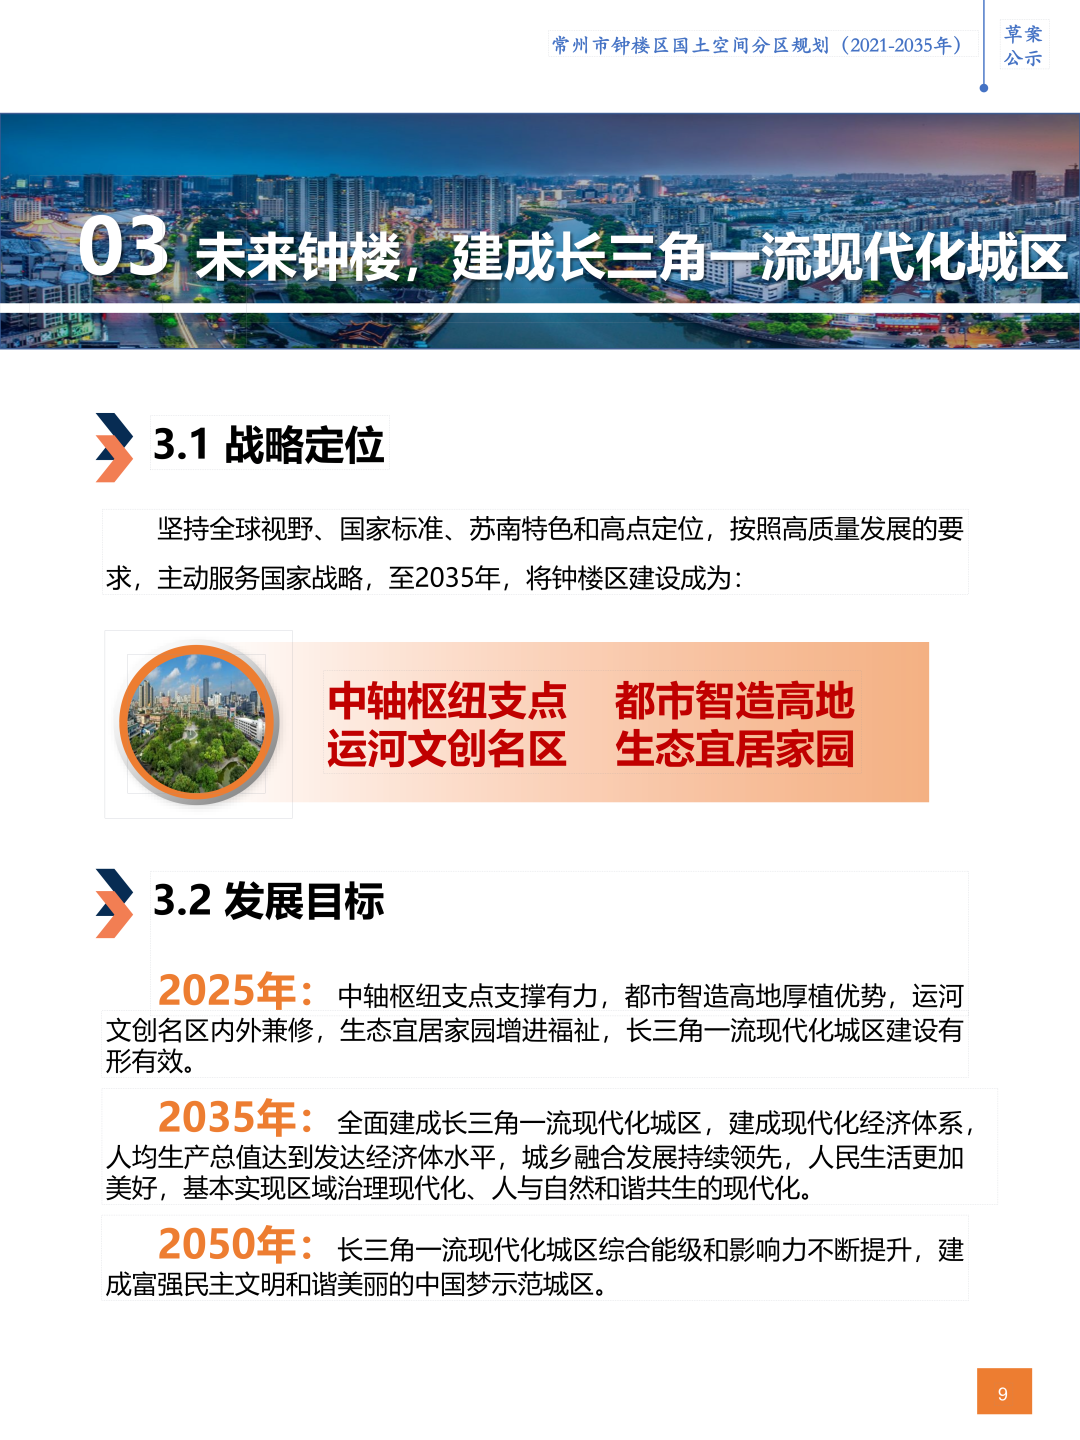 常州市钟楼区国土空间分区规划（2021-2035年）
草案
公示
03 未来钟楼，建成长三角一流现代化城区
3.1 战略定位
坚持全球视野、国家标准、苏南特色和高点定位，按照高质量发展的要
求，主动服务国家战略，至2035年，将钟楼区建设成为：
中轴枢纽支点 都市智造高地
运河文创名区 生态宜居家园
3.2 发展目标
2025年：中轴枢纽支点支撑有力，都市智造高地厚植优势，运河
文创名区内外兼修，生态宜居家园增进福祉，长三角一流现代化城区建设有
形有效。
2035年：全面建成长三角一流现代化城区，建成现代化经济体系，
人均生产总值达到发达经济体水平，城乡融合发展持续领先，人民生活更加
美好，基本实现区域治理现代化、人与自然和谐共生的现代化。
2050年：长三角一流现代化城区综合能级和影响力不断提升，建
成富强民主文明和谐美丽的中国梦示范城区。
9